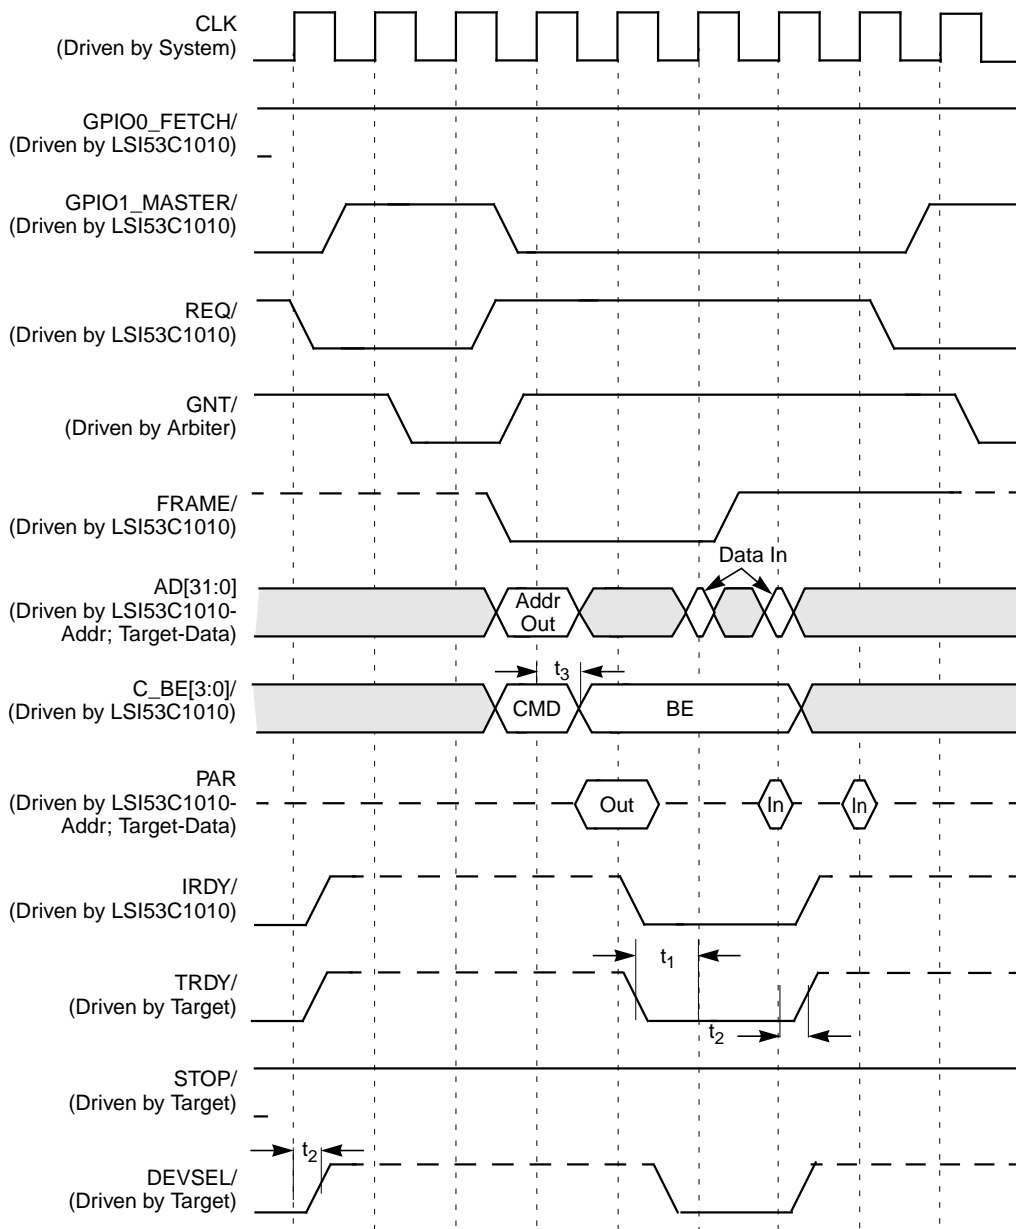 CLK
(Driven by System)
GPIO0_FETCH/
(Driven by LSI53C1010)
GPIO1_MASTER/
(Driven by LSI53C1010)
REQ/
(Driven by LSI53C1010)
GNT/
(Driven by Arbiter)
FRAME/
(Driven by LSI53C1010)
Data In
AD[31:0]
(Driven by LSI53C1010-
Addr; Target-Data)
Addr
Out
t3
C_BE[3:0]/
(Driven by LSI53C1010)
CMD
BE
PAR
(Driven by LSI53C1010-
Addr; Target-Data)
Out
In
In
IRDY/
(Driven by LSI53C1010)
t1
TRDY/
(Driven by Target)
t2
STOP/
(Driven by Target)
t2
DEVSEL/
(Driven by Target)